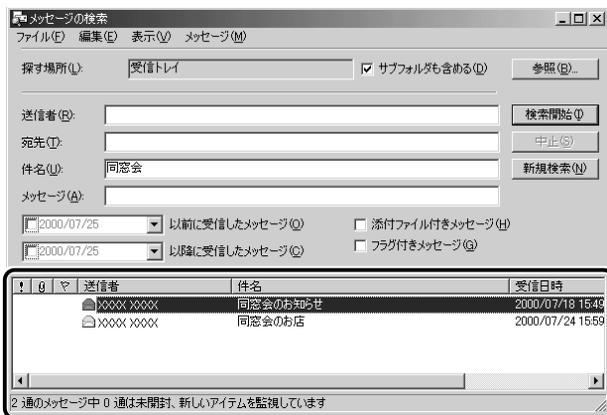 メッセージの検索
ファイル(F) 編集(E) 表示(V) メッセージ(M)
探す場所(L): 受信トレイ サブフォルダも含める(D) 参照(B)...
送信者(R): 検索開始(I)
宛先(T): 中止(S)
件名(U): 同窓会 新規検索(N)
メッセージ(A):
2000/07/25 以前に受信したメッセージ(O) 添付ファイル付きメッセージ(H)
2000/07/25 以降に受信したメッセージ(C) フラグ付きメッセージ(G)
! 送信者 件名 受信日時
XXXX XXXX 同窓会のお知らせ 2000/07/18 15:49
XXXX XXXX 同窓会のお店 2000/07/24 15:59
2 通のメッセージ中 0 通は未開封、新しいアイテムを監視しています